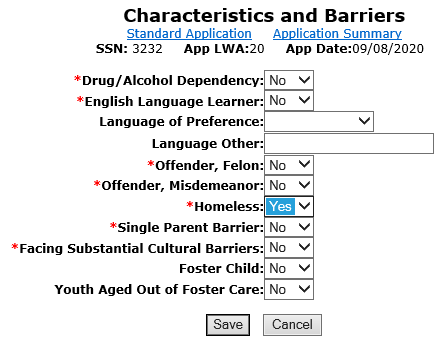 Characteristics and Barriers
Standard Application Application Summary
SSN: 3232 App LWA:20 App Date:09/08/2020
*Drug/Alcohol Dependency: No
*English Language Learner: No
Language of Preference:
Language Other:
*Offender, Felon: No
*Offender, Misdemeanor: No
*Homeless: Yes
*Single Parent Barrier: No
*Facing Substantial Cultural Barriers: No
Foster Child: No
Youth Aged Out of Foster Care: No
Save Cancel